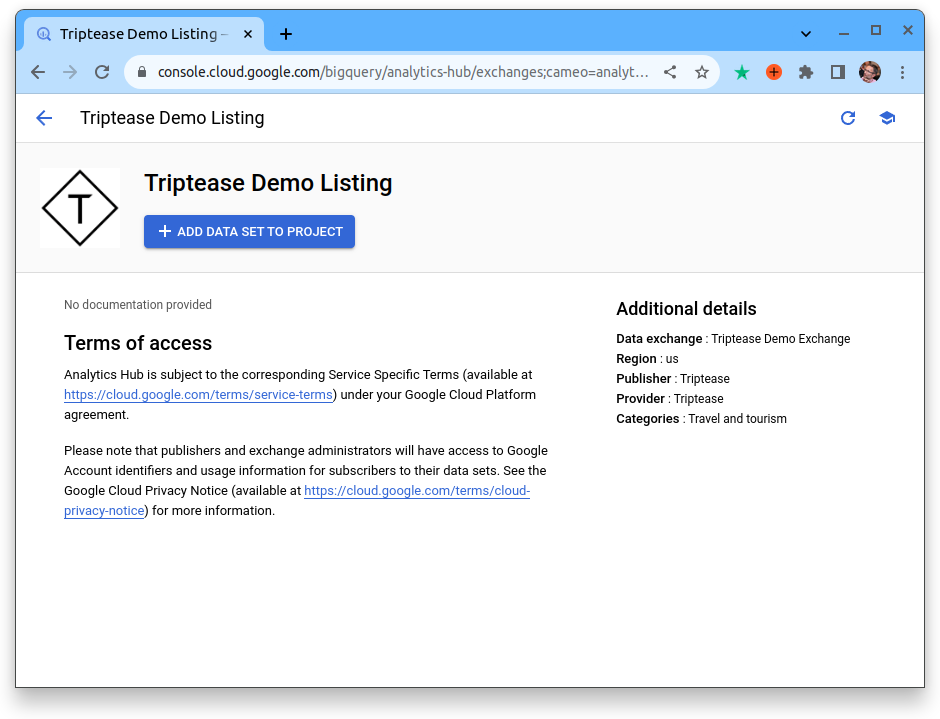 Triptease Demo Listing –
console.cloud.google.com/bigquery/analytics-hub/exchanges;cameo=analyt...
Triptease Demo Listing
T
Triptease Demo Listing
ADD DATA SET TO PROJECT
No documentation provided
Terms of access
Analytics Hub is subject to the corresponding Service Specific Terms (available at
https://cloud.google.com/terms/service-terms) under your Google Cloud Platform
agreement.
Please note that publishers and exchange administrators will have access to Google
Account identifiers and usage information for subscribers to their data sets. See the
Google Cloud Privacy Notice (available at https://cloud.google.com/terms/cloud-
privacy-notice) for more information.
Additional details
Data exchange : Triptease Demo Exchange
Region : us
Publisher : Triptease
Provider : Triptease
Categories : Travel and tourism